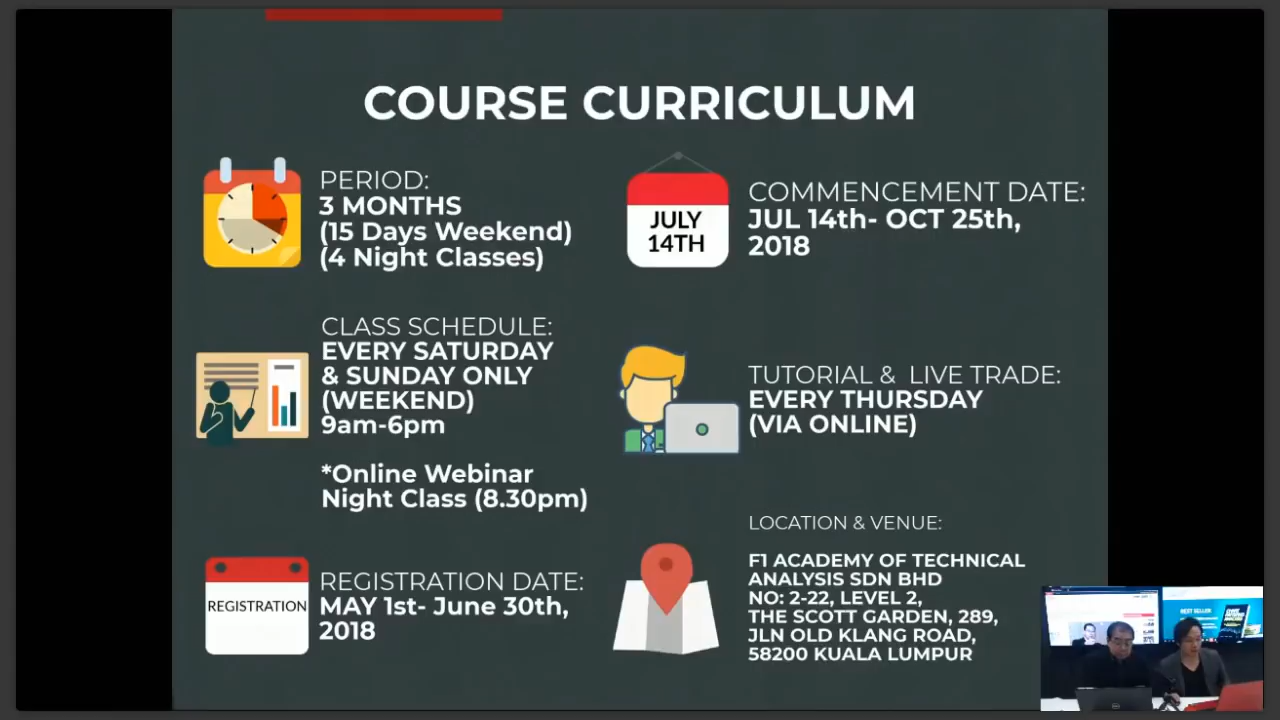 COURSE CURRICULUM
PERIOD:
3 MONTHS
(15 Days Weekend)
(4 Night Classes)
JULY
14TH
COMMENCEMENT DATE:
JUL 14th- OCT 25th,
2018
CLASS SCHEDULE:
EVERY SATURDAY
& SUNDAY ONLY
(WEEKEND)
9am-6pm
*Online Webinar
Night Class (8.30pm)
TUTORIAL & LIVE TRADE:
EVERY THURSDAY
(VIA ONLINE)
REGISTRATION
REGISTRATION DATE:
MAY 1st- June 30th,
2018
LOCATION & VENUE:
F1 ACADEMY OF TECHNICAL
ANALYSIS SDN BHD
NO: 2-22, LEVEL 2,
THE SCOTT GARDEN, 289,
JLN OLD KLANG ROAD,
58200 KUALA LUMPUR
BEST SELLER